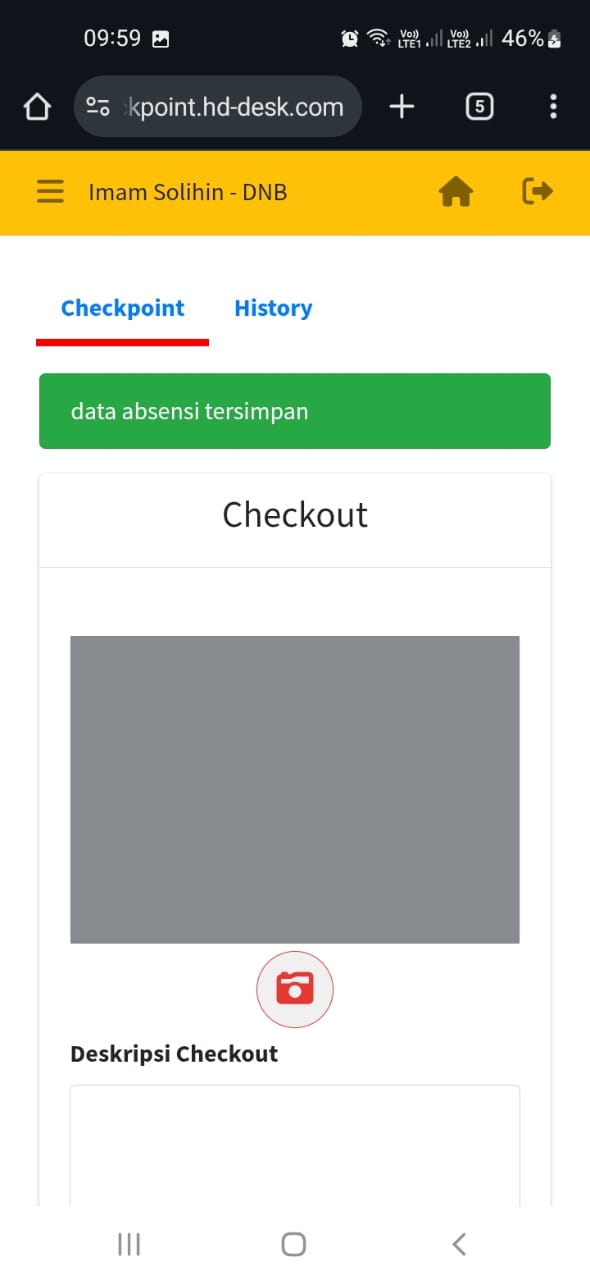 09:59
Vo)) LTE1 Vo)) LTE2 46%
kpoint.hd-desk.com
5
Imam Solihin - DNB
Checkpoint History
data absensi tersimpan
Checkout
Deskripsi Checkout